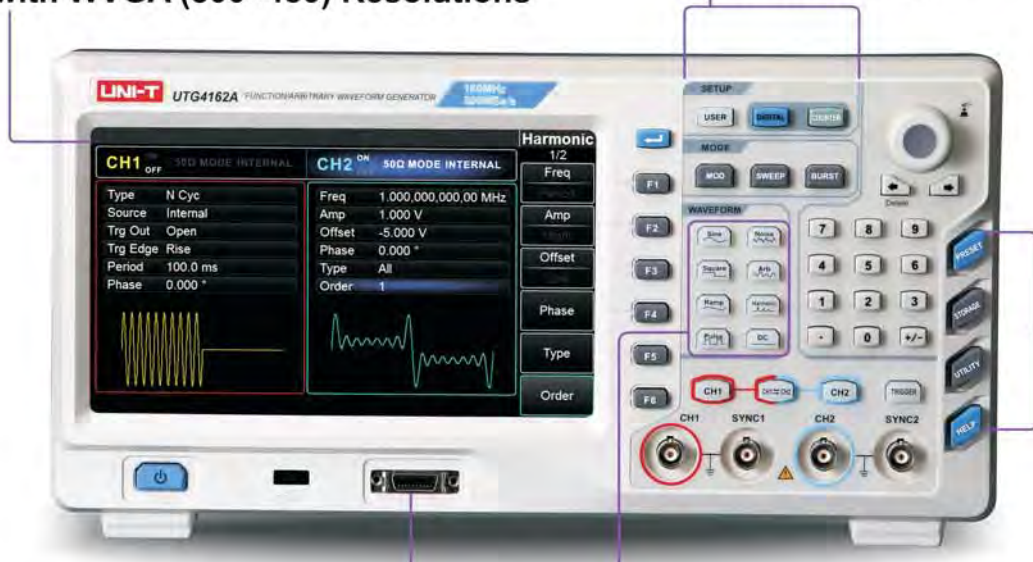 with WVGA (800*480) Resolutions
UNI-T UTG4162A FUNCTION/ARBITRARY WAVEFORM GENERATOR
160MHz
500MSa/s
CH1 OFF 50Ω MODE INTERNAL
CH2 ON 50Ω MODE INTERNAL
Type N Cyc
Source Internal
Trg Out Open
Trg Edge Rise
Period 100.0 ms
Phase 0.000 °
Freq 1.000,000,000,00 MHz
Amp 1.000 V
Offset -5.000 V
Phase 0.000 °
Type All
Order 1
Harmonic
1/2
Freq
Amp
Offset
Phase
Type
Order
F1
F2
F3
F4
F5
F6
SETUP
USER DIGITAL COUNTER
MODE
MOD SWEEP BURST
WAVEFORM
Sine Noise
Square Arb
Ramp Harmonic
Pulse DC
Delete
7 8 9
4 5 6
1 2 3
. 0 +/−
PRESET
STORAGE
UTILITY
HELP
CH1 CH1⇌CH2 CH2 TRIGGER
CH1 SYNC1 CH2 SYNC2